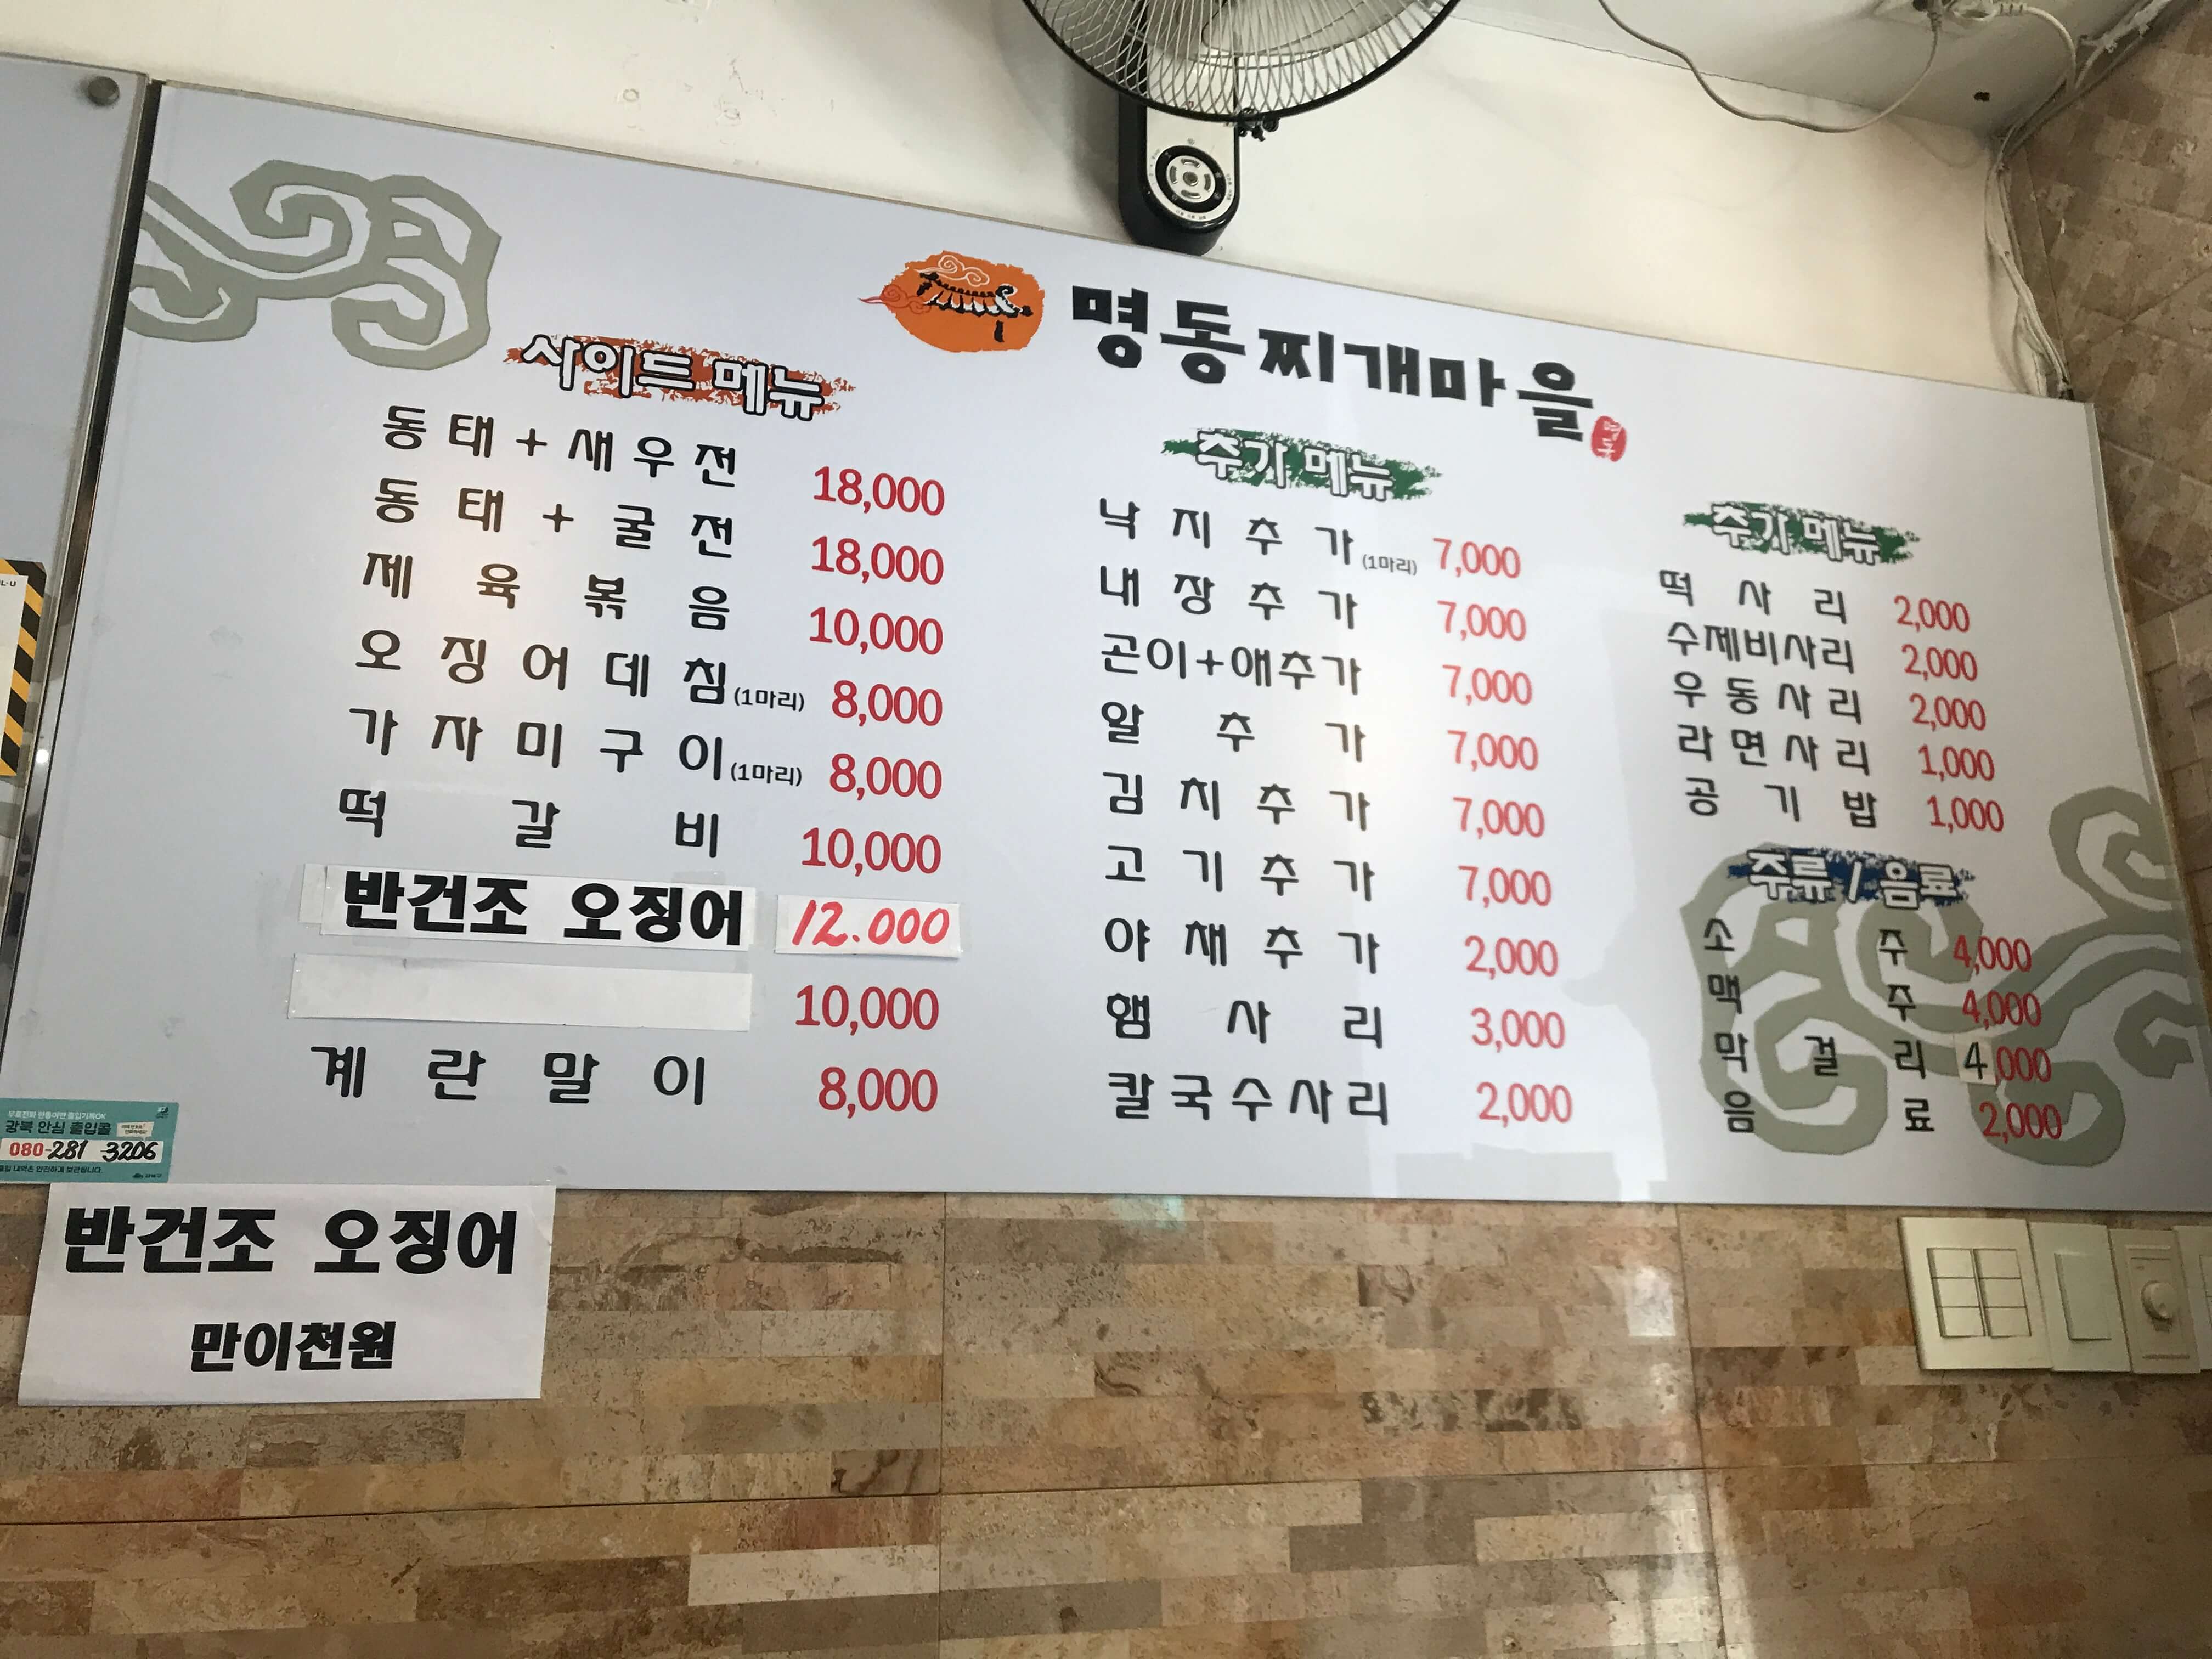 명동찌개마을
명동
사이드 메뉴
동태+새우전 18,000
동태+굴전 18,000
제육볶음 10,000
오징어데침(1마리) 8,000
가자미구이(1마리) 8,000
떡갈비 10,000
반건조 오징어 12.000
10,000
계란말이 8,000
추가 메뉴
낙지추가(1마리) 7,000
내장추가 7,000
곤이+애추가 7,000
알추가 7,000
김치추가 7,000
고기추가 7,000
야채추가 2,000
햄사리 3,000
칼국수사리 2,000
추가 메뉴
떡사리 2,000
수제비사리 2,000
우동사리 2,000
라면사리 1,000
공기밥 1,000
주류 / 음료
소주 4,000
맥주 4,000
막걸리 4,000
음료 2,000
강북 안심 출입콜
080-281-3206
반건조 오징어
만이천원